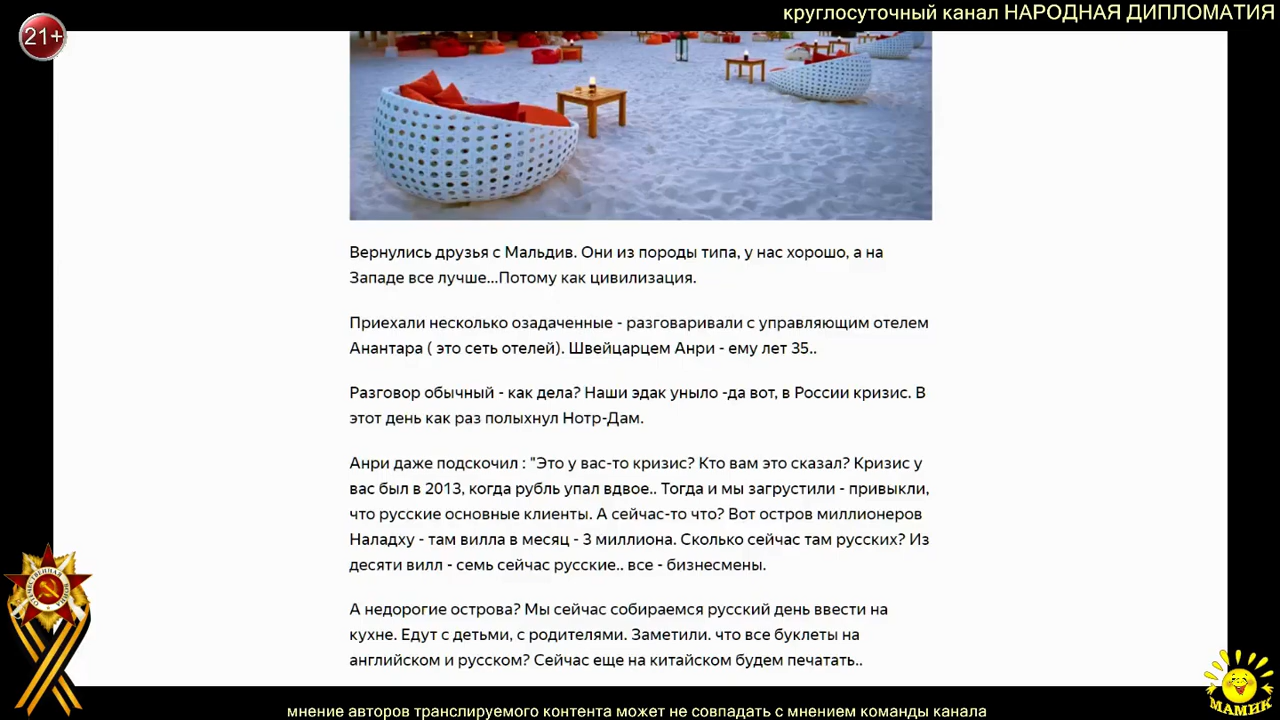 круглосуточный канал НАРОДНАЯ ДИПЛОМАТИЯ
21+
Вернулись друзья с Мальдив. Они из породы типа, у нас хорошо, а на
Западе все лучше...Потому как цивилизация.
Приехали несколько озадаченные - разговаривали с управляющим отелем
Анантара ( это сеть отелей). Швейцарцем Анри - ему лет 35..
Разговор обычный - как дела? Наши эдак уныло -да вот, в России кризис. В
этот день как раз полыхнул Нотр-Дам.
Анри даже подскочил : "Это у вас-то кризис? Кто вам это сказал? Кризис у
вас был в 2013, когда рубль упал вдвое.. Тогда и мы загрустили - привыкли,
что русские основные клиенты. А сейчас-то что? Вот остров миллионеров
Наладху - там вилла в месяц - 3 миллиона. Сколько сейчас там русских? Из
десяти вилл - семь сейчас русские.. все - бизнесмены.
А недорогие острова? Мы сейчас собираемся русский день ввести на
кухне. Едут с детьми, с родителями. Заметили. что все буклеты на
английском и русском? Сейчас еще на китайском будем печатать..
ОТЕЧЕСТВЕННАЯ ВОЙНА
МАМИК
мнение авторов транслируемого контента может не совпадать с мнением команды канала